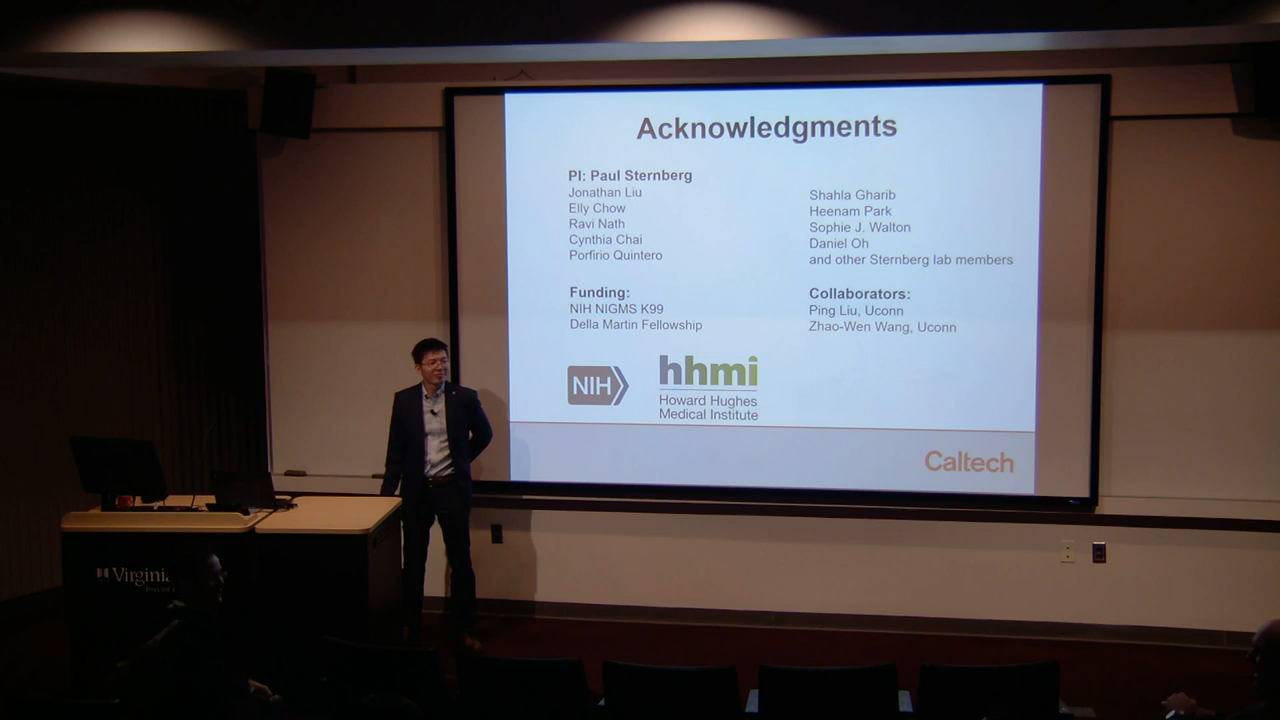 Acknowledgments
PI: Paul Sternberg
Jonathan Liu
Elly Chow
Ravi Nath
Cynthia Chai
Porfirio Quintero
Shahla Gharib
Heenam Park
Sophie J. Walton
Daniel Oh
and other Sternberg lab members
Funding:
NIH NIGMS K99
Della Martin Fellowship
Collaborators:
Ping Liu, Uconn
Zhao-Wen Wang, Uconn
NIH
hhmi
Howard Hughes
Medical Institute
Caltech